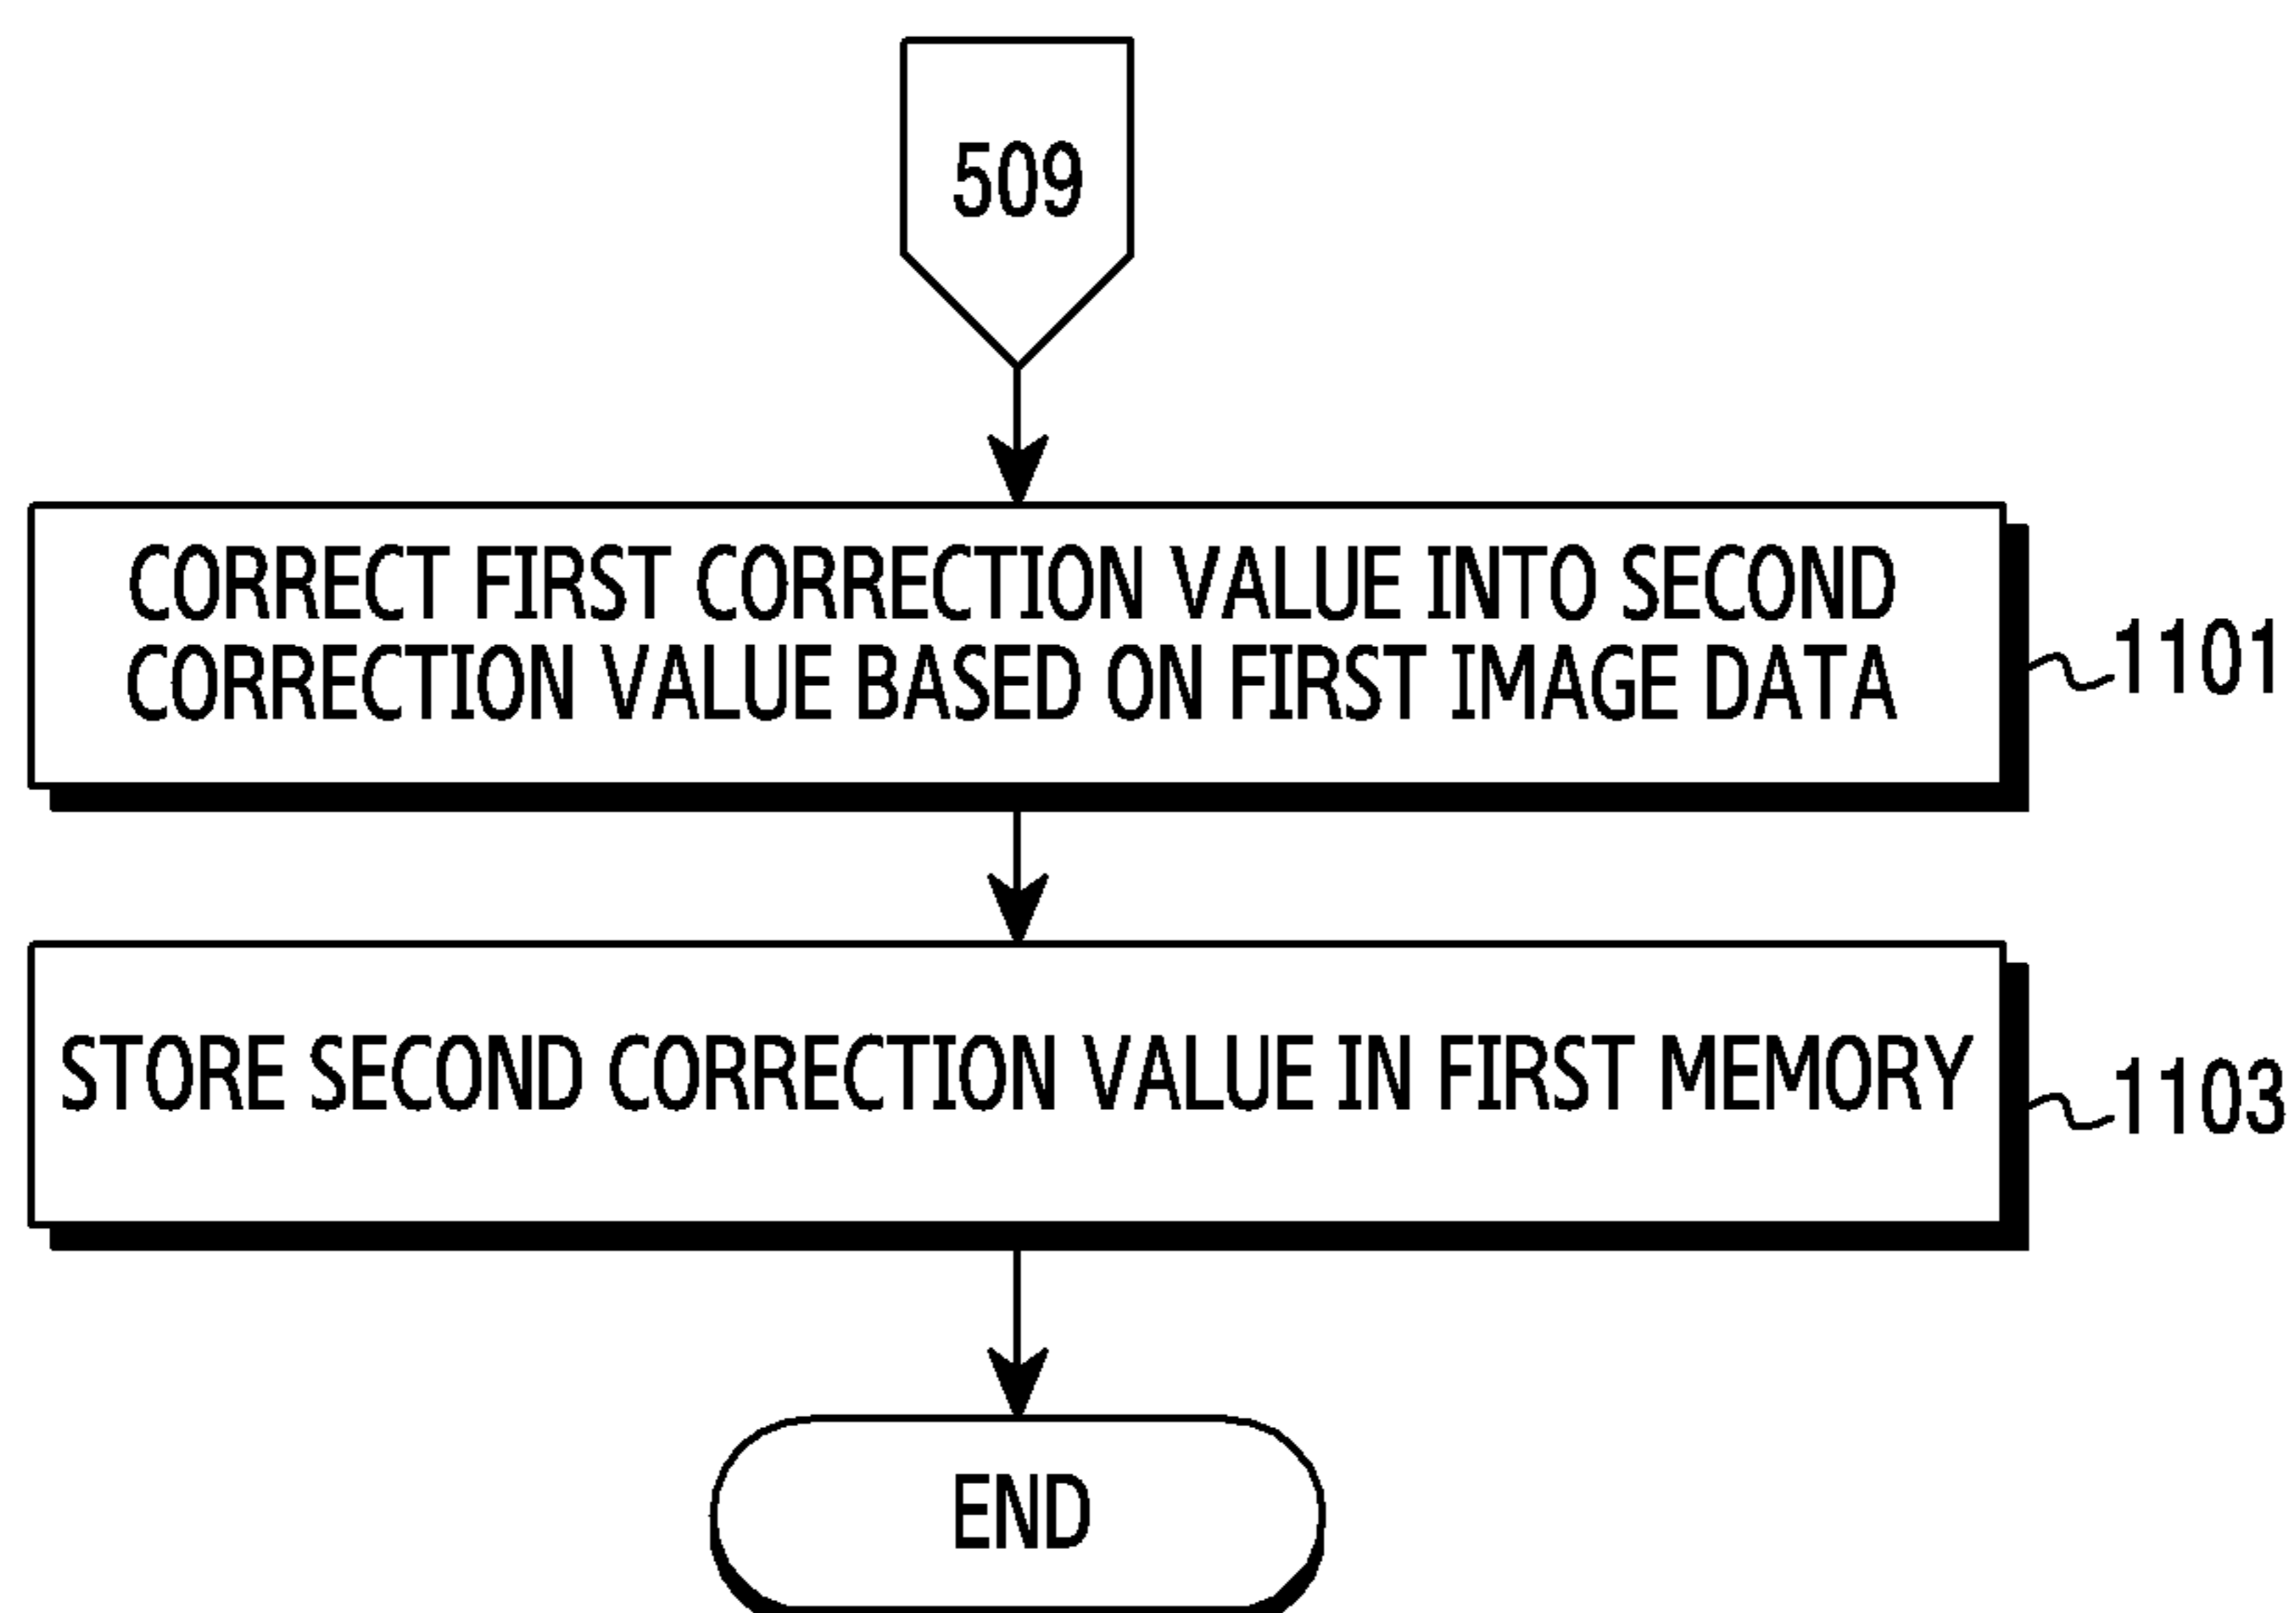 509
CORRECT FIRST CORRECTION VALUE INTO SECOND
CORRECTION VALUE BASED ON FIRST IMAGE DATA
1101
STORE SECOND CORRECTION VALUE IN FIRST MEMORY
1103
END